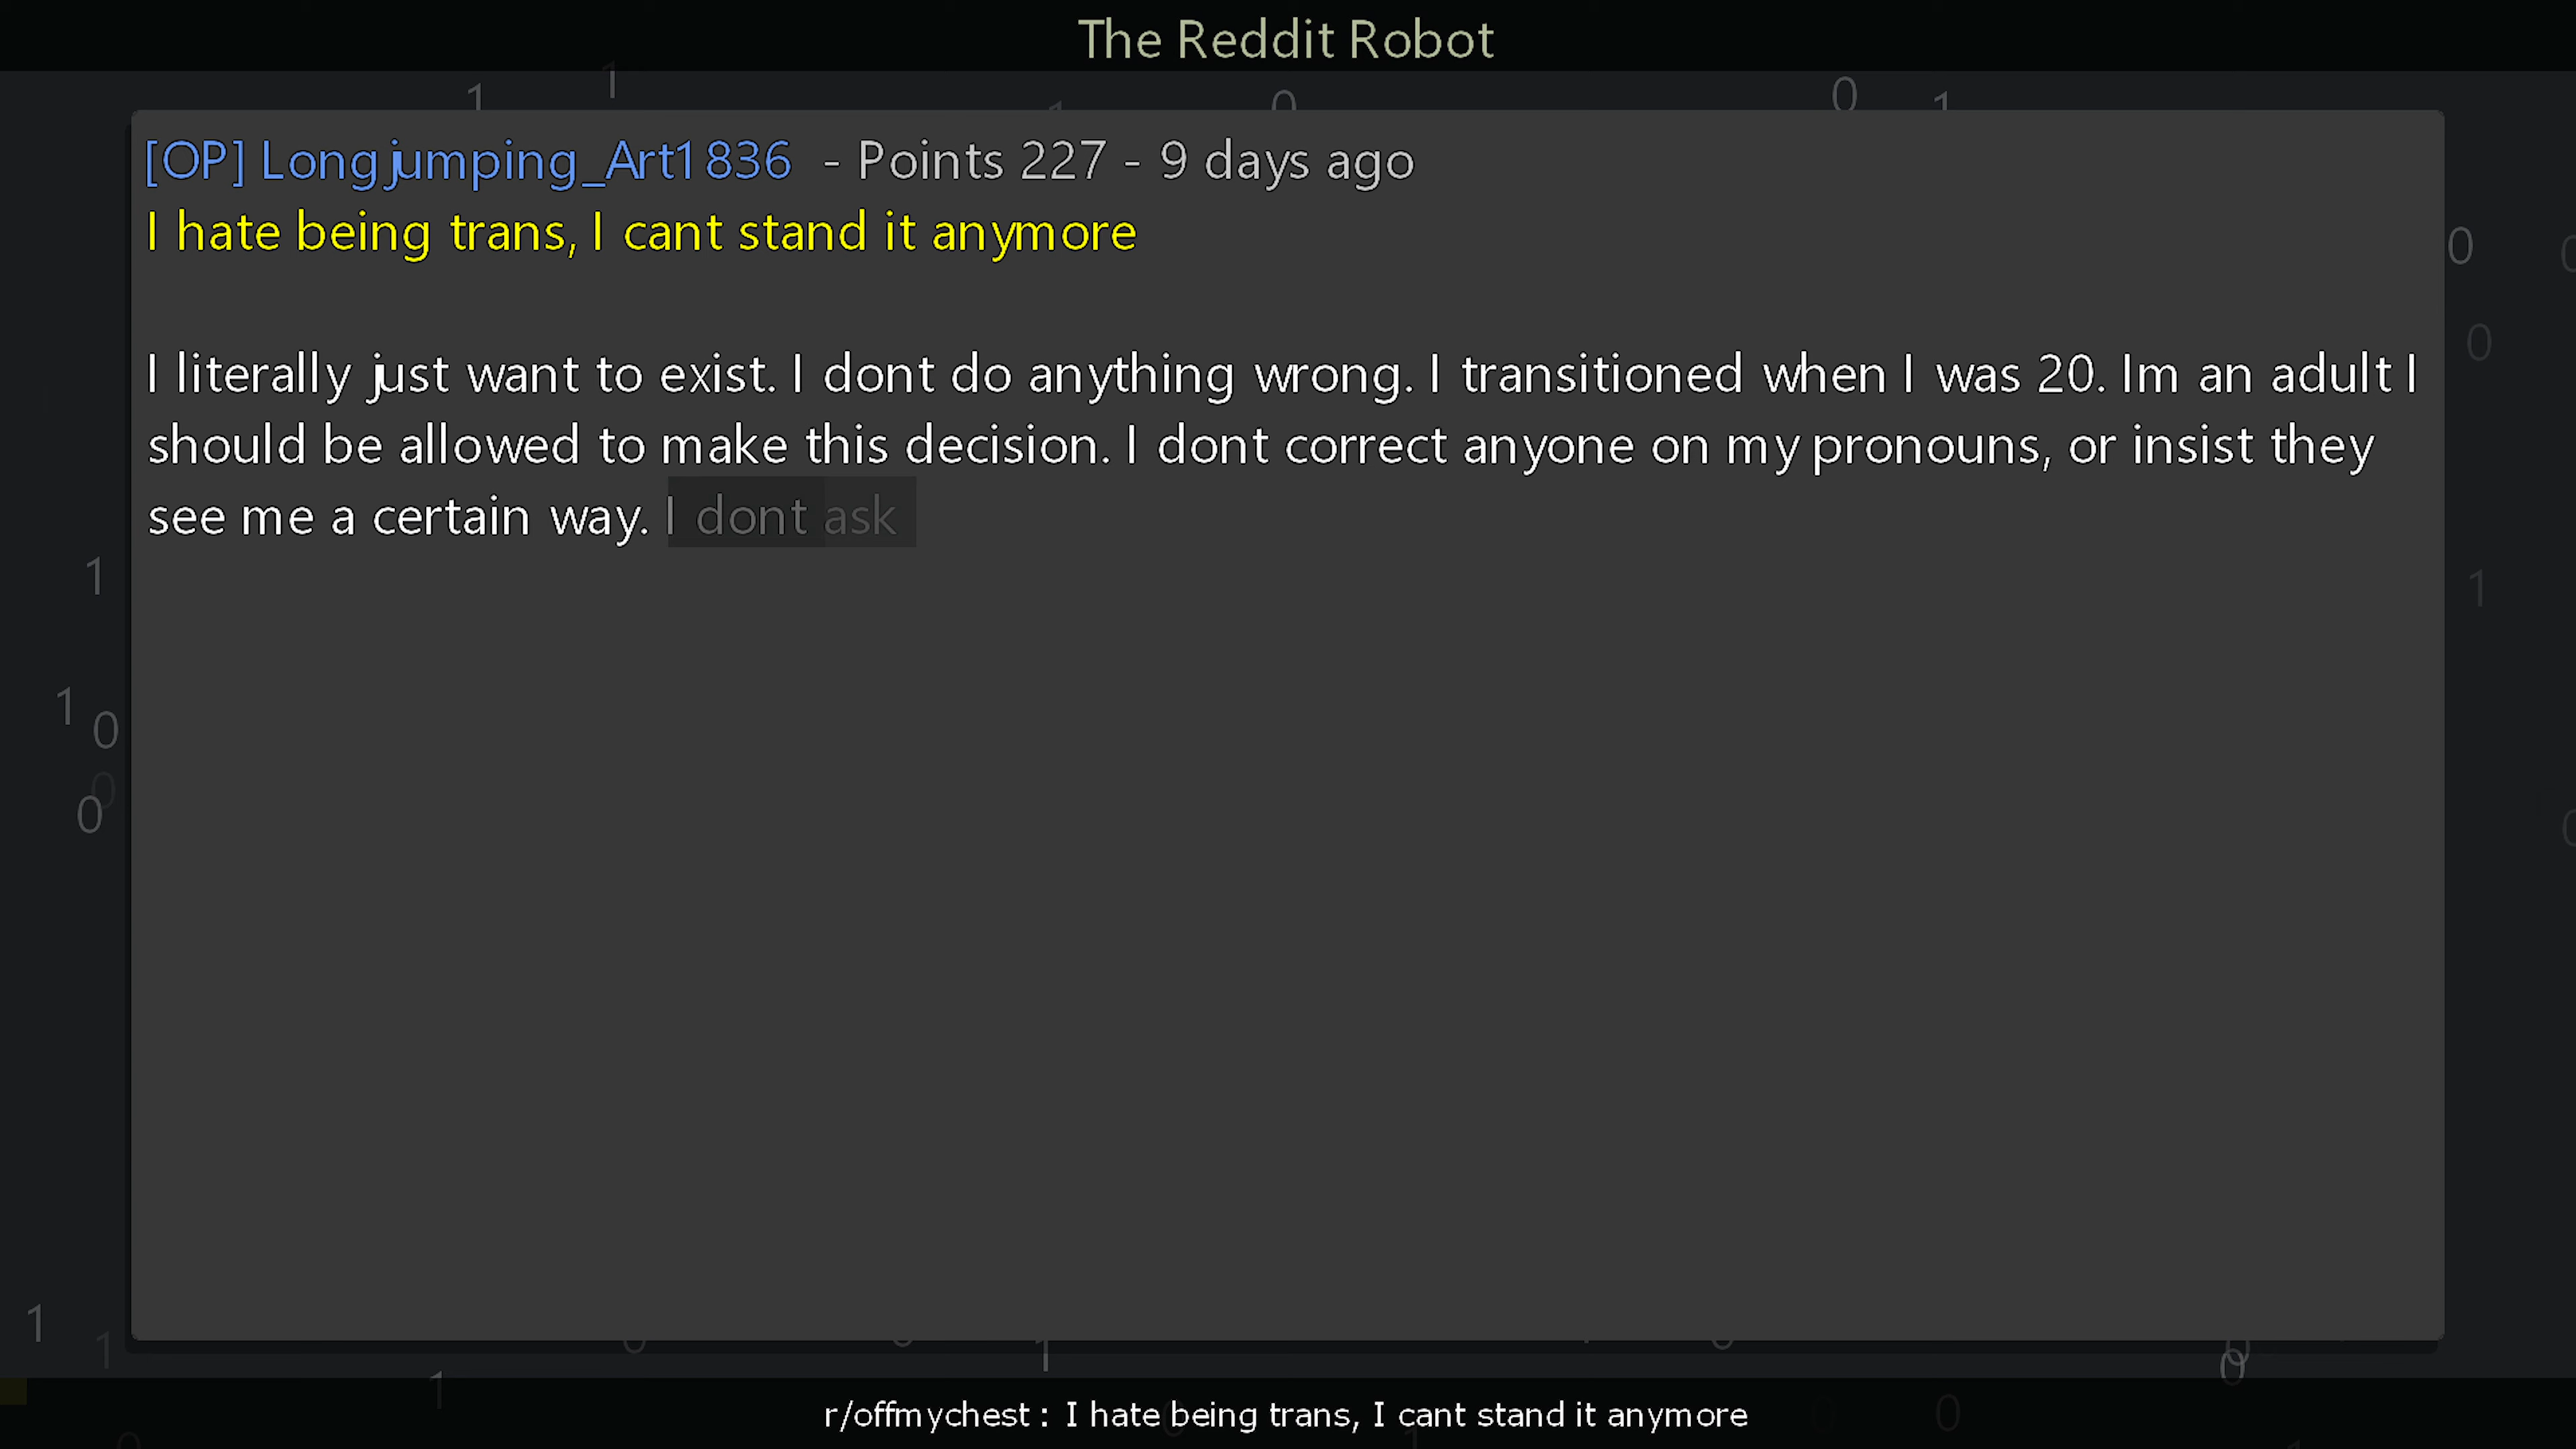 The Reddit Robot
[OP] Longjumping_Art1836 - Points 227 - 9 days ago
I hate being trans, I cant stand it anymore
I literally just want to exist. I dont do anything wrong. I transitioned when I was 20. Im an adult I
should be allowed to make this decision. I dont correct anyone on my pronouns, or insist they
see me a certain way. I dont ask
r/offmychest : I hate being trans, I cant stand it anymore